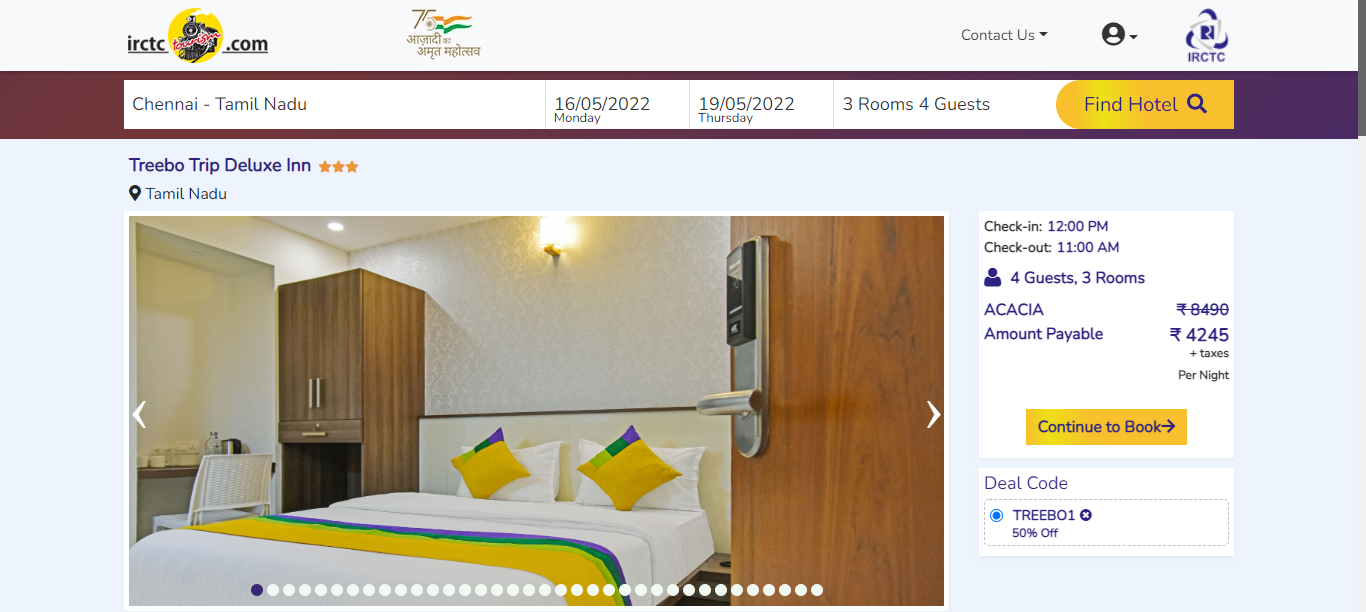 irctc tourism .com
75
आज़ादी का
अमृत महोत्सव
Contact Us
IRCTC
Chennai - Tamil Nadu
16/05/2022
Monday
19/05/2022
Thursday
3 Rooms 4 Guests
Find Hotel
Treebo Trip Deluxe Inn
Tamil Nadu
Check-in: 12:00 PM
Check-out: 11:00 AM
4 Guests, 3 Rooms
ACACIA ₹ 8490
Amount Payable ₹ 4245
+ taxes
Per Night
Continue to Book
Deal Code
TREEBO1
50% Off